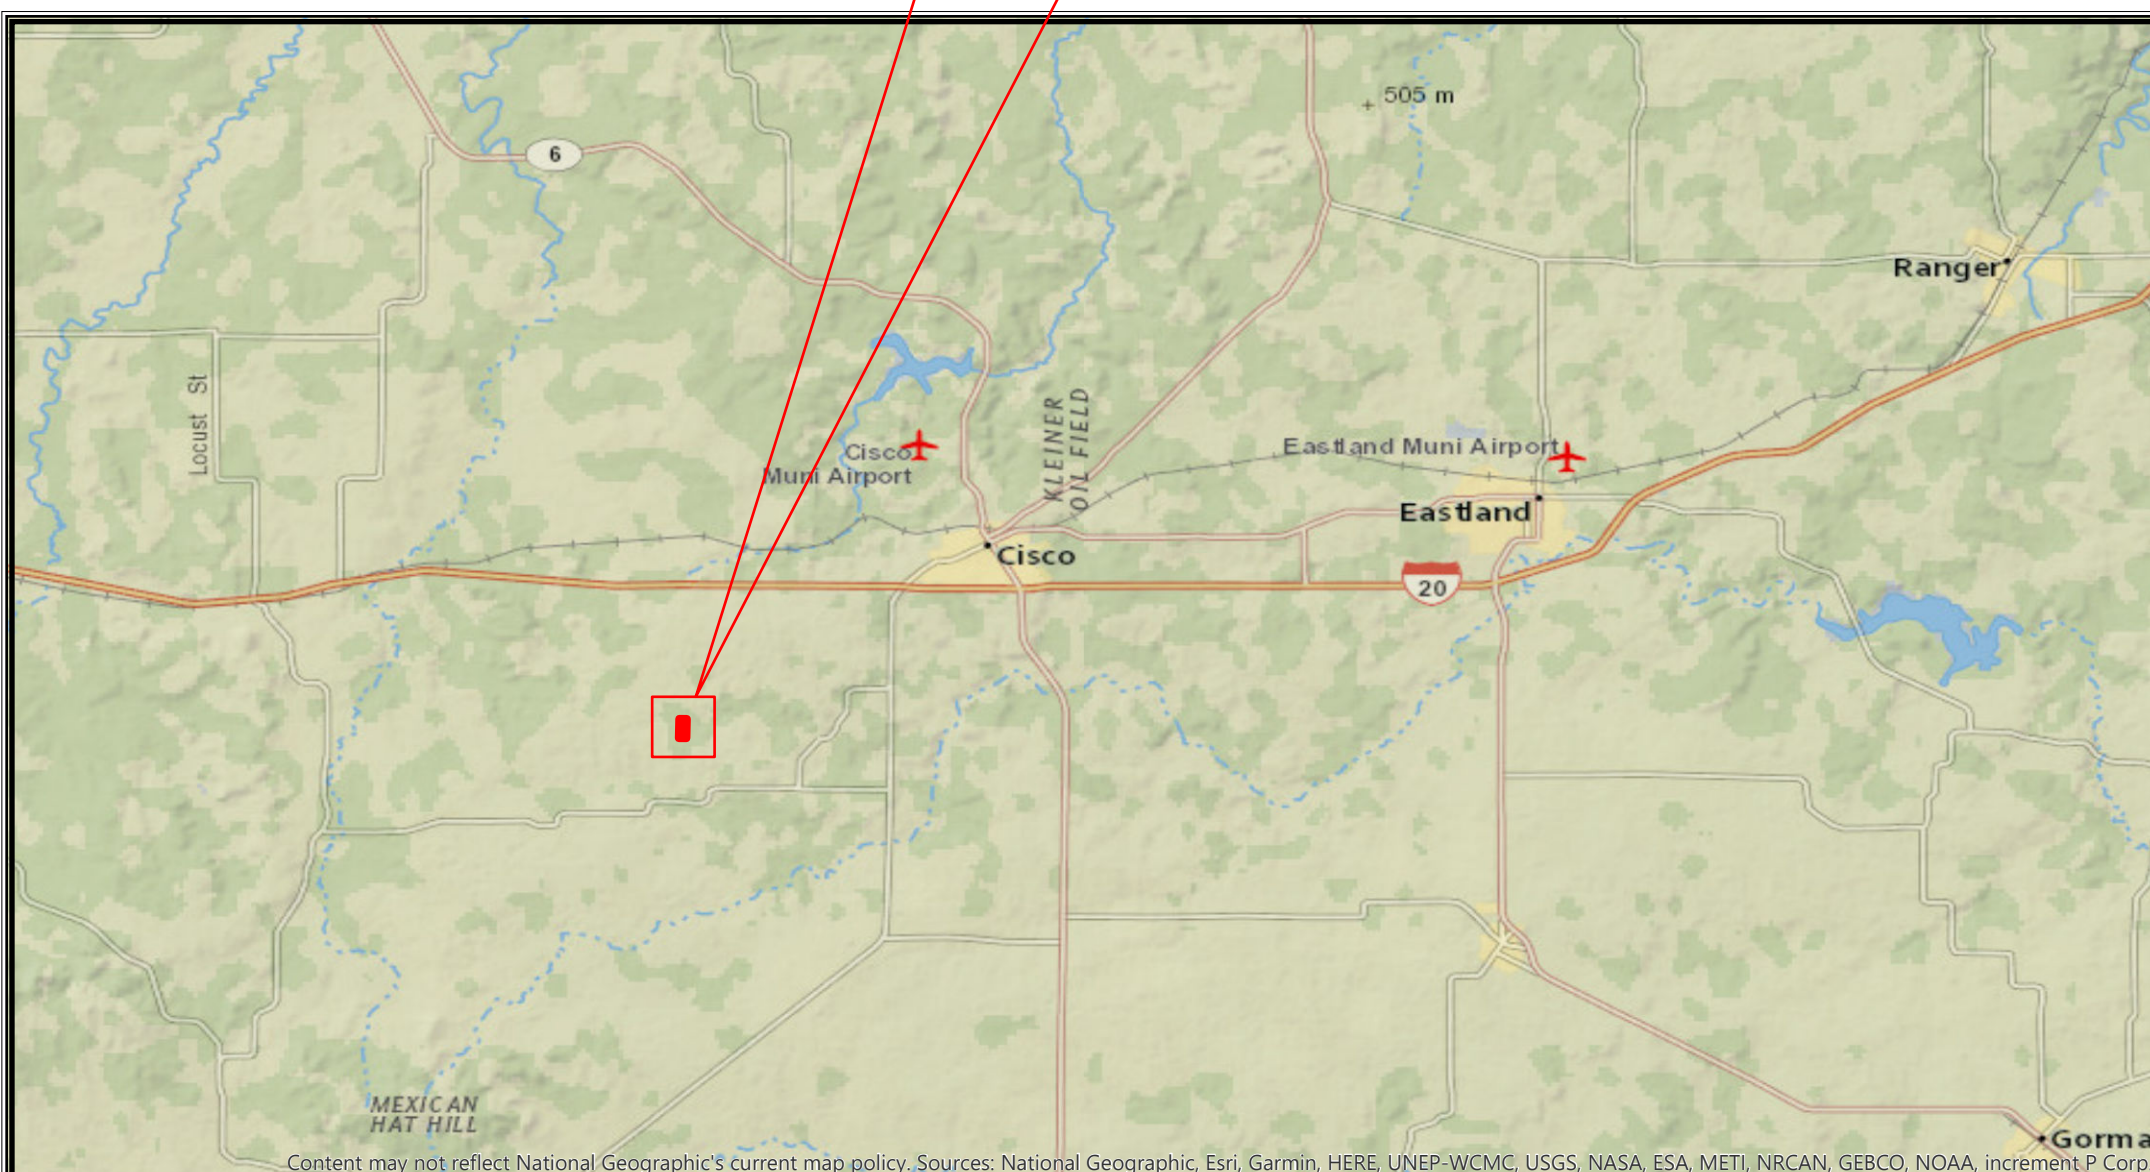 505 m
6
Ranger
Locust St
KLEINER
OIL FIELD
Cisco
Muni Airport
Eastland Muni Airport
Eastland
Cisco
20
MEXICAN
HAT HILL
Gorma
Content may not reflect National Geographic's current map policy. Sources: National Geographic, Esri, Garmin, HERE, UNEP-WCMC, USGS, NASA, ESA, METI, NRCAN, GEBCO, NOAA, increment P Corp